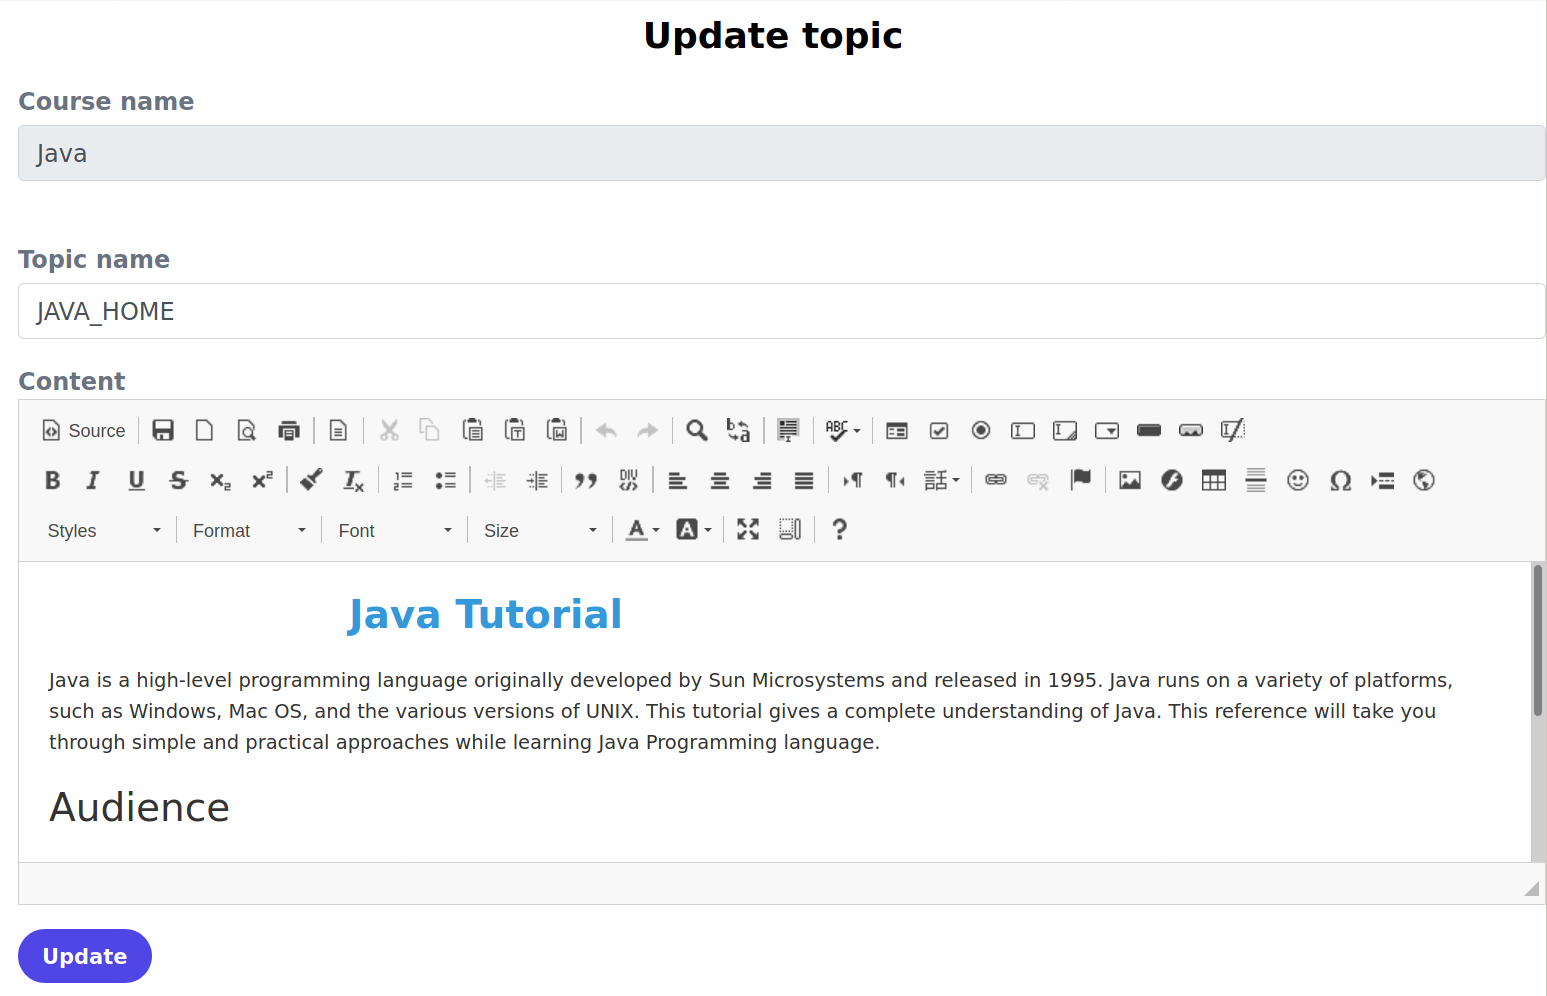 Update topic
Course name
Java
Topic name
JAVA_HOME
Content
Source
ABC
Styles
Format
Font
Size
Java Tutorial
Java is a high-level programming language originally developed by Sun Microsystems and released in 1995. Java runs on a variety of platforms,
such as Windows, Mac OS, and the various versions of UNIX. This tutorial gives a complete understanding of Java. This reference will take you
through simple and practical approaches while learning Java Programming language.
Audience
Update